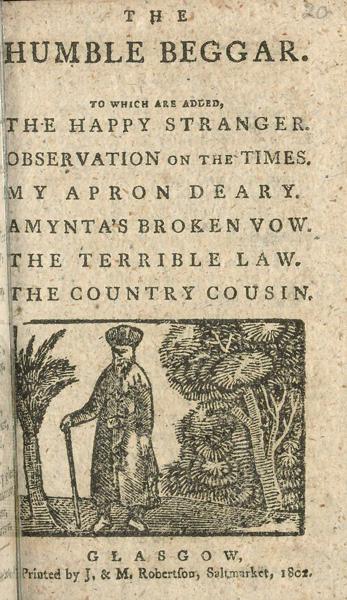 20
THE
HUMBLE BEGGAR.
TO WHICH ARE ADDED,
THE HAPPY STRANGER.
OBSERVATION ON THE TIMES.
MY APRON DEARY.
AMYNTA'S BROKEN VOW.
THE TERRIBLE LAW.
THE COUNTRY COUSIN.
GLASGOW,
Printed by J. & M. Robertſon, Saltmarket, 1802.